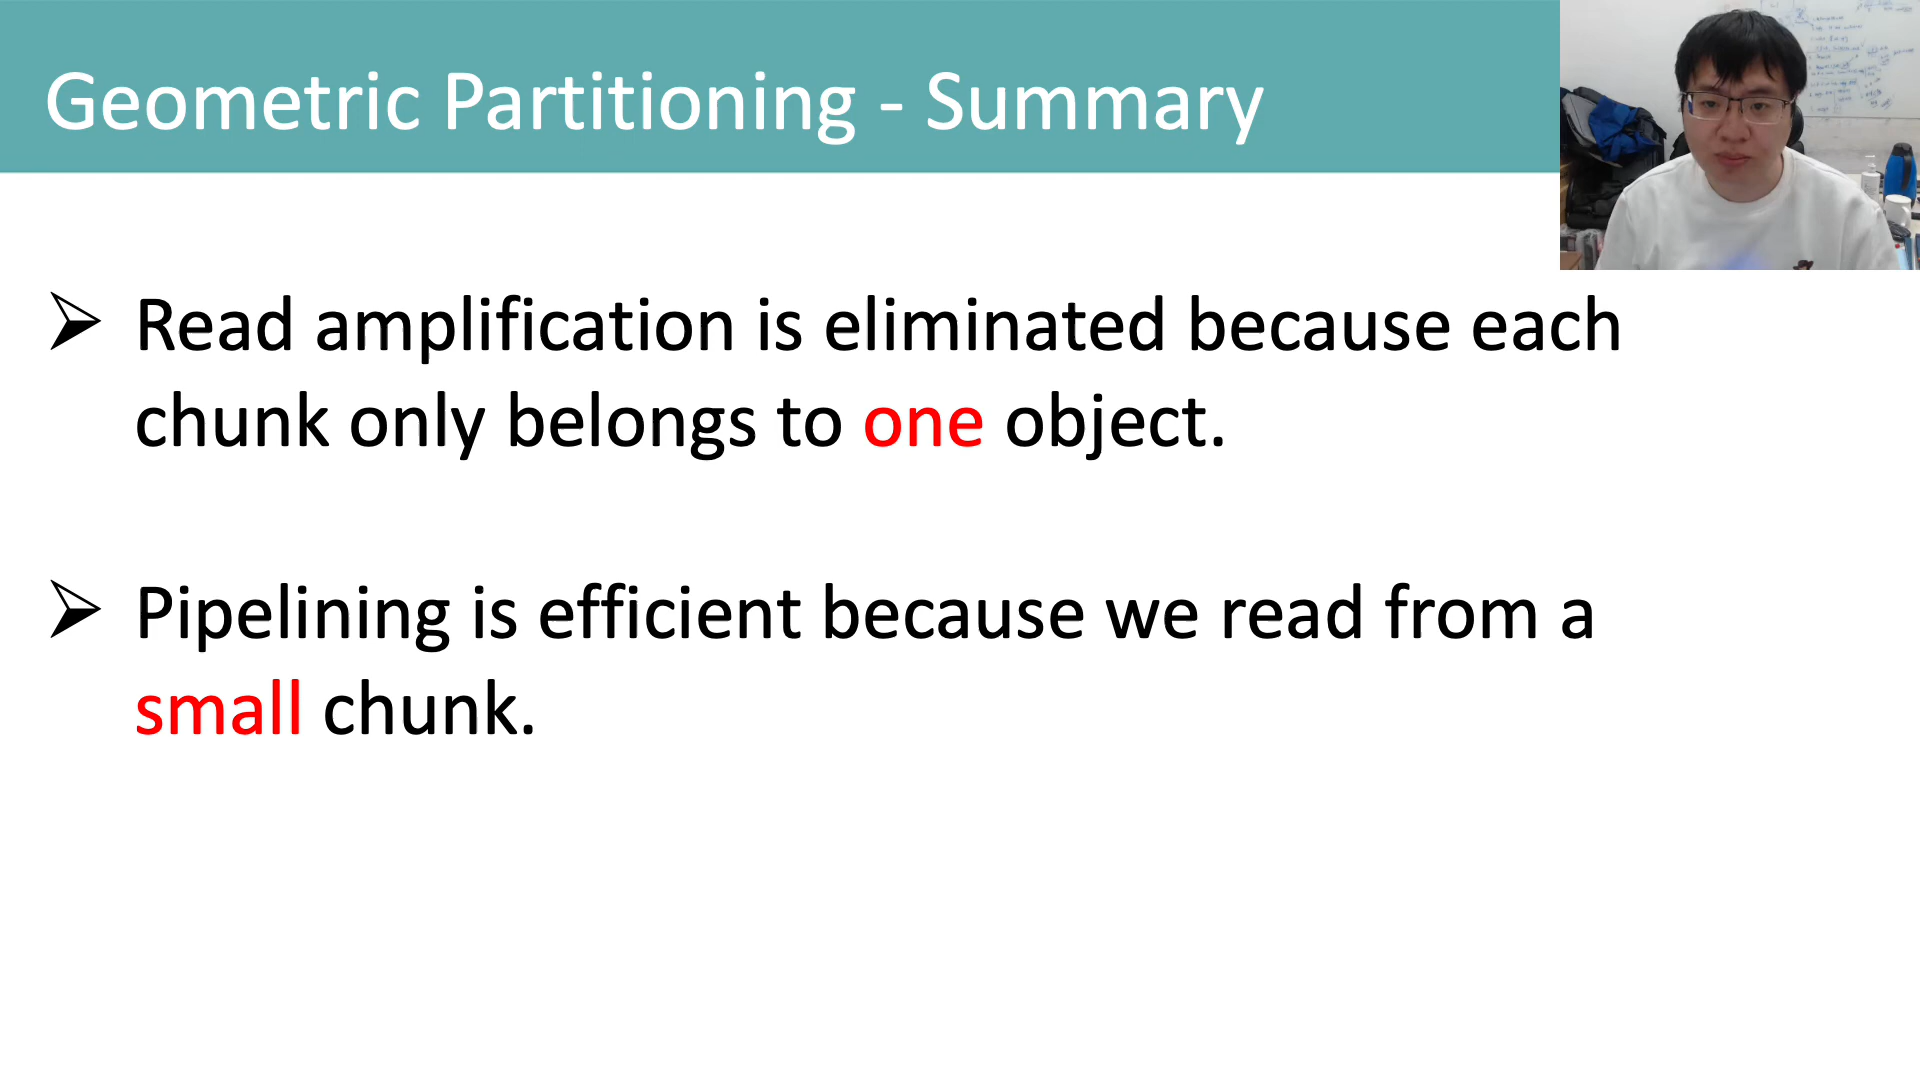 Geometric Partitioning - Summary
Read amplification is eliminated because each
chunk only belongs to one object.
Pipelining is efficient because we read from a
small chunk.